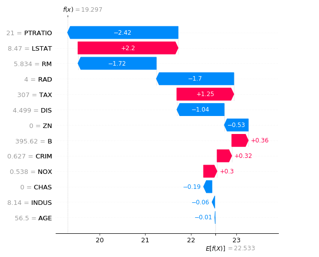 f(x) = 19.297
21 = PTRATIO −2.42
8.47 = LSTAT +2.2
5.834 = RM −1.72
4 = RAD −1.7
307 = TAX +1.25
4.499 = DIS −1.04
0 = ZN −0.53
395.62 = B +0.36
0.627 = CRIM +0.32
0.538 = NOX +0.3
0 = CHAS −0.19
8.14 = INDUS −0.06
56.5 = AGE −0.01
20 21 22 23
E[f(X)] = 22.533